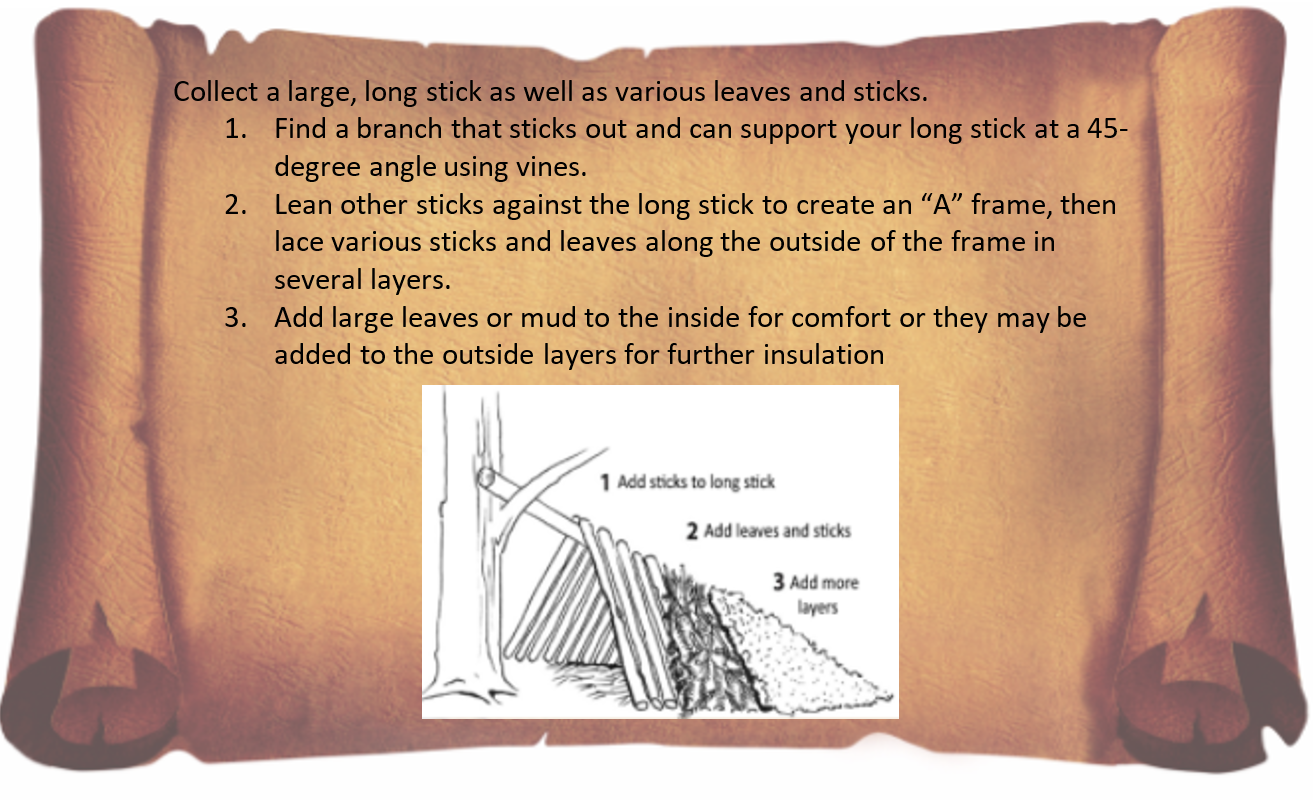 Collect a large, long stick as well as various leaves and sticks.
1. Find a branch that sticks out and can support your long stick at a 45-
degree angle using vines.
2. Lean other sticks against the long stick to create an “A” frame, then
lace various sticks and leaves along the outside of the frame in
several layers.
3. Add large leaves or mud to the inside for comfort or they may be
added to the outside layers for further insulation
1 Add sticks to long stick
2 Add leaves and sticks
3 Add more
layers